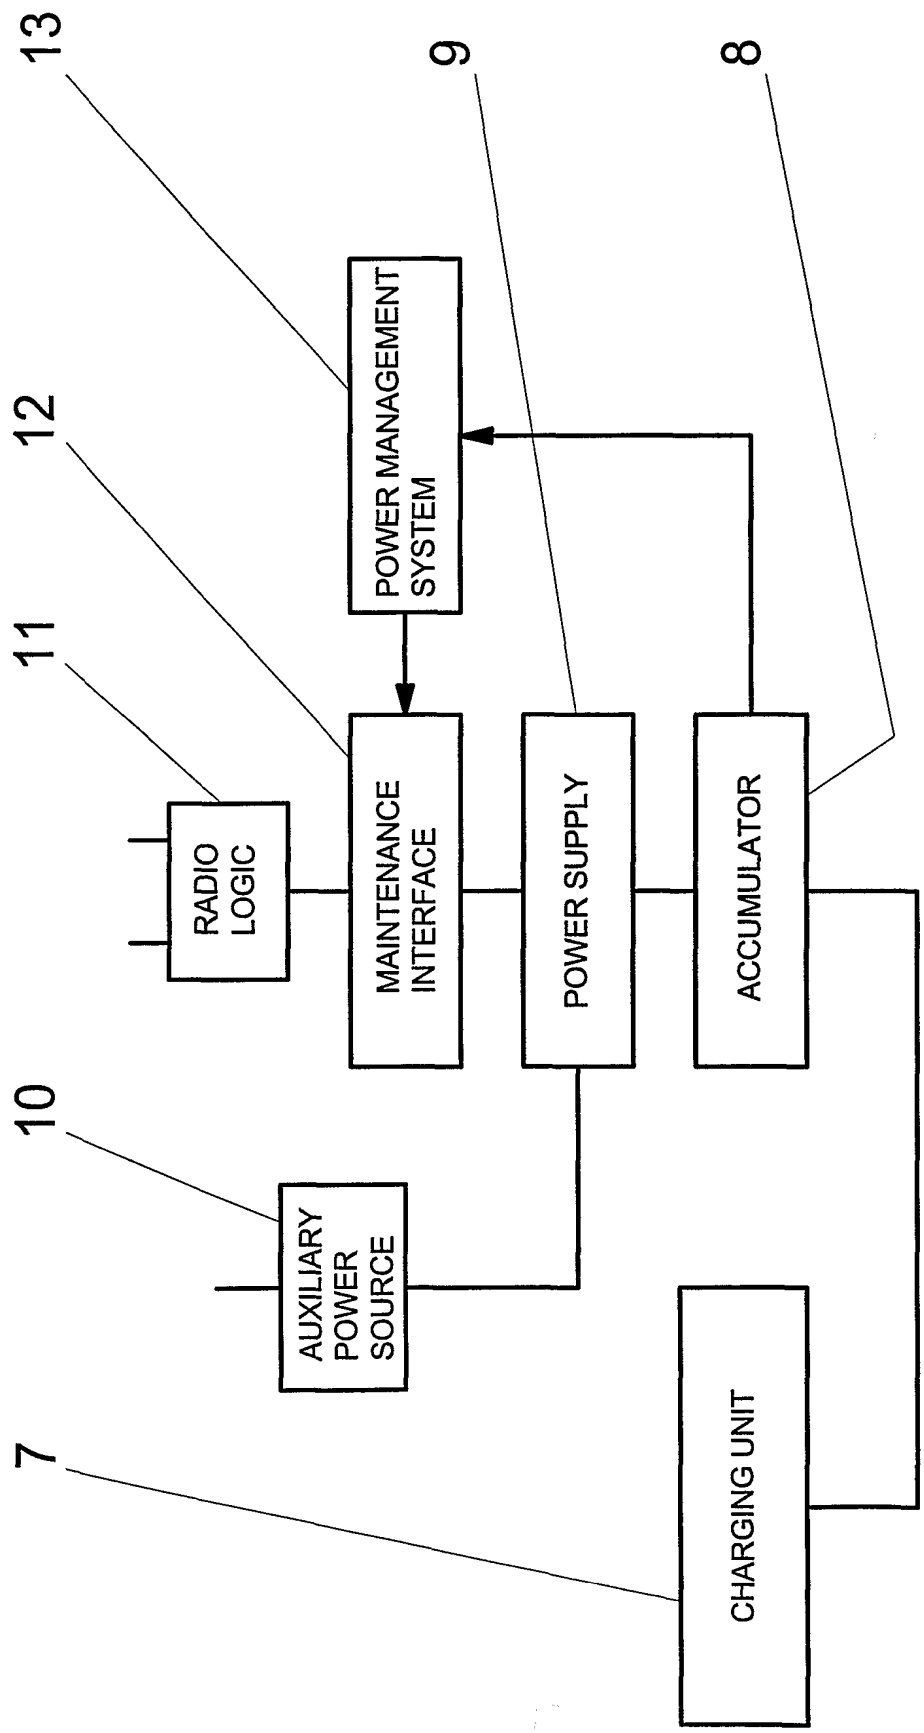 7
10
11
12
13
9
8
AUXILIARY
POWER
SOURCE
RADIO
LOGIC
MAINTENANCE
INTERFACE
POWER MANAGEMENT
SYSTEM
POWER SUPPLY
CHARGING UNIT
ACCUMULATOR